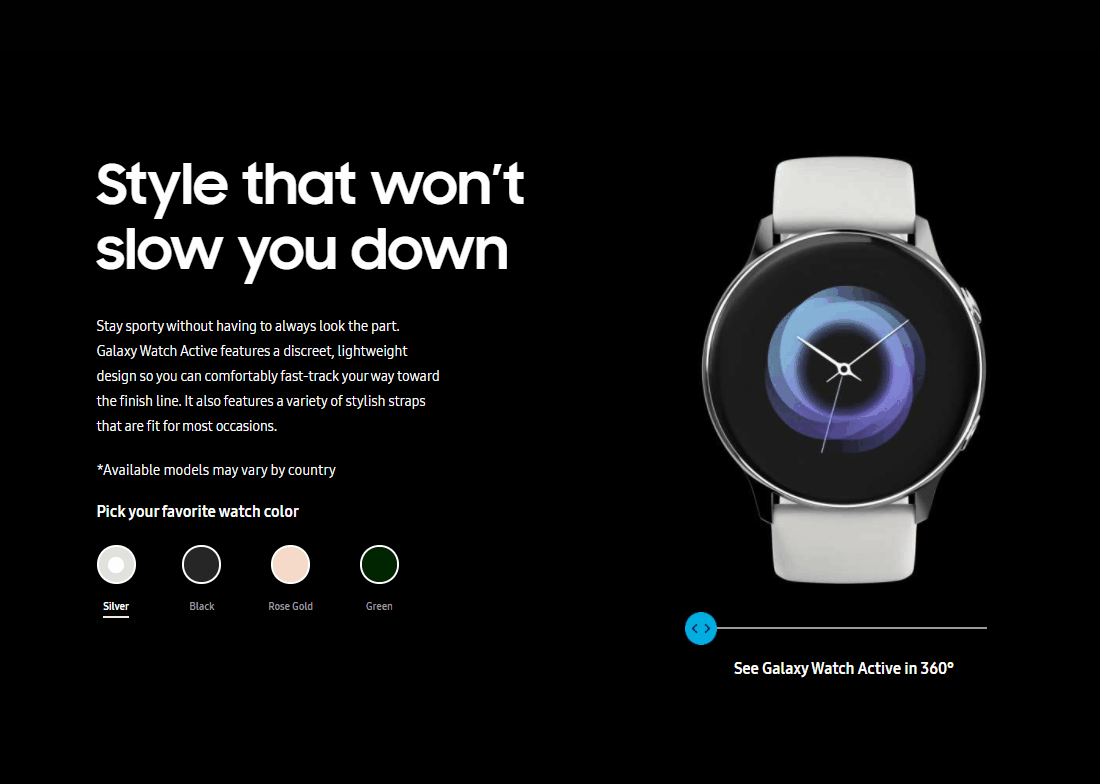 Style that won't
slow you down
Stay sporty without having to always look the part.
Galaxy Watch Active features a discreet, lightweight
design so you can comfortably fast-track your way toward
the finish line. It also features a variety of stylish straps
that are fit for most occasions.
*Available models may vary by country
Pick your favorite watch color
Silver
Black
Rose Gold
Green
See Galaxy Watch Active in 360°